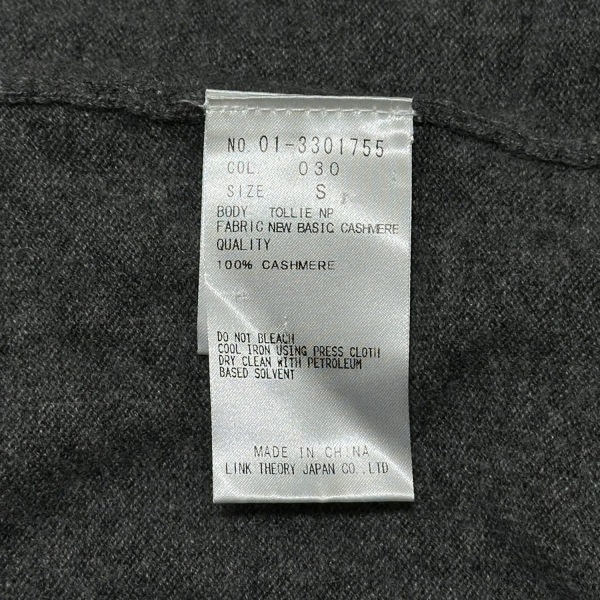 NO. 01-3301755
COL. 030
SIZE S
BODY TOLLIE NP
FABRIC NEW BASIC CASHMERE
QUALITY
100% CASHMERE
DO NOT BLEACH
COOL IRON USING PRESS CLOTH
DRY CLEAN WITH PETROLEUM
BASED SOLVENT
MADE IN CHINA
LINK THEORY JAPAN CO.,LTD